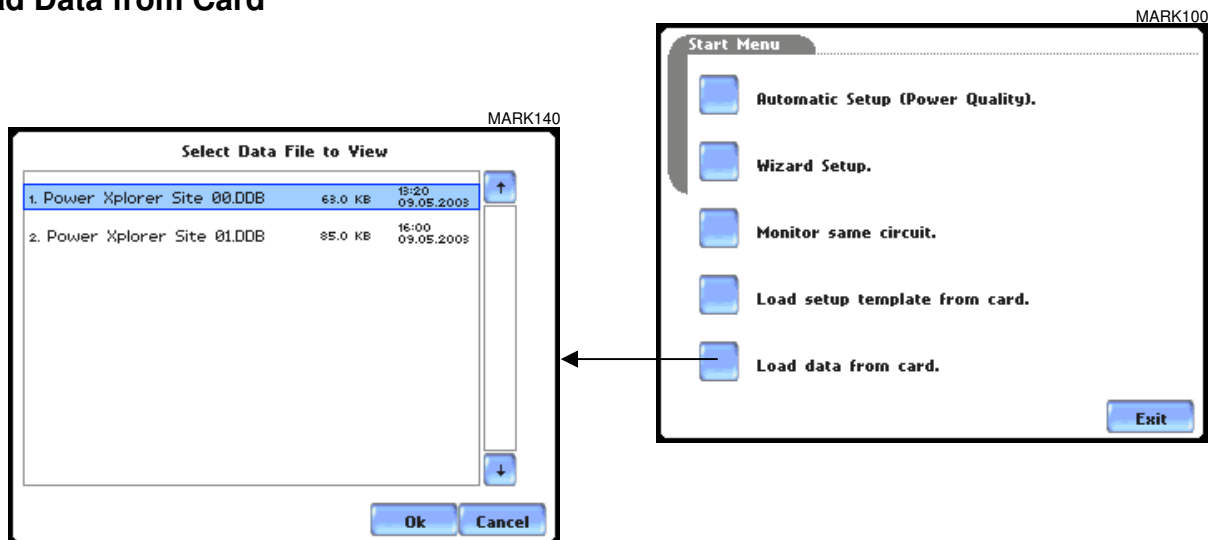 ad Data from Card
MARK100
Start Menu
Automatic Setup (Power Quality).
Wizard Setup.
Monitor same circuit.
Load setup template from card.
Load data from card.
Exit
MARK140
Select Data File to View
1. Power Xplorer Site 00.DDB 63.0 KB 13:20 09.05.2003
2. Power Xplorer Site 01.DDB 85.0 KB 16:00 09.05.2003
Ok Cancel